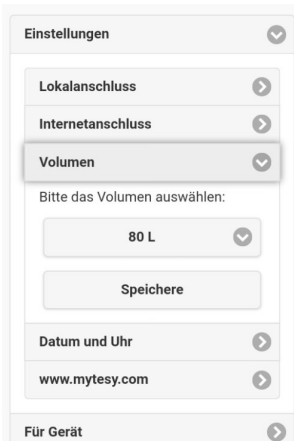 Einstellungen
Lokalanschluss
Internetanschluss
Volumen
Bitte das Volumen auswählen:
80 L
Speichere
Datum und Uhr
www.mytesy.com
Für Gerät